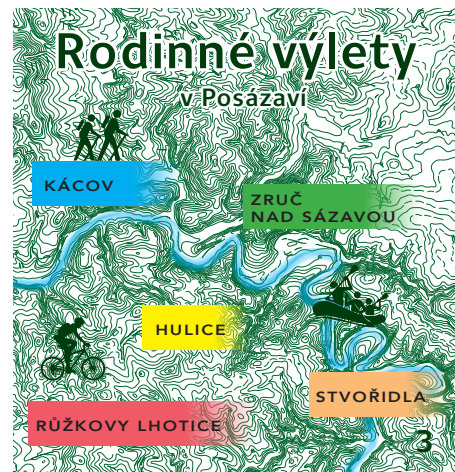 Rodinné výlety
v Posázaví
KÁCOV
ZRUČ
NAD SÁZAVOU
HULICE
STVOŘIDLA
RŮŽKOVY LHOTICE
3